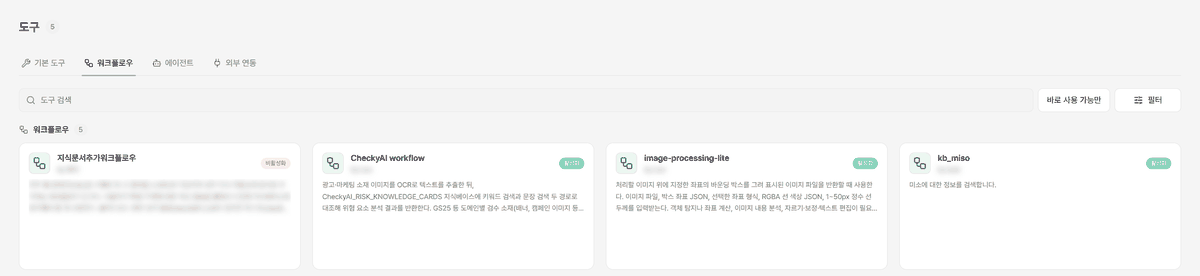 도구 5
기본 도구 워크플로우 에이전트 외부 연동
도구 검색 바로 사용 가능만 필터
워크플로우 5
지식문서추가워크플로우 비활성화
CheckyAI workflow
광고·마케팅 소재 이미지를 OCR로 텍스트를 추출한 뒤,
CheckyAI_RISK_KNOWLEDGE_CARDS 지식베이스에 키워드 검색과 문장 검색 두 경로로
대조해 위험 요소 분석 결과를 반환한다. GS25 등 도메인별 검수 소재(배너, 캠페인 이미지 등...
image-processing-lite
처리할 이미지 위에 지정한 좌표의 바운딩 박스를 그려 표시된 이미지 파일을 반환할 때 사용한
다. 이미지 파일, 박스 좌표 JSON, 선택한 좌표 형식, RGBA 선 색상 JSON, 1~50px 정수 선
두께를 입력받는다. 객체 탐지나 좌표 계산, 이미지 내용 분석, 자르기·보정·텍스트 편집이 필요...
kb_miso
미소에 대한 정보를 검색합니다.